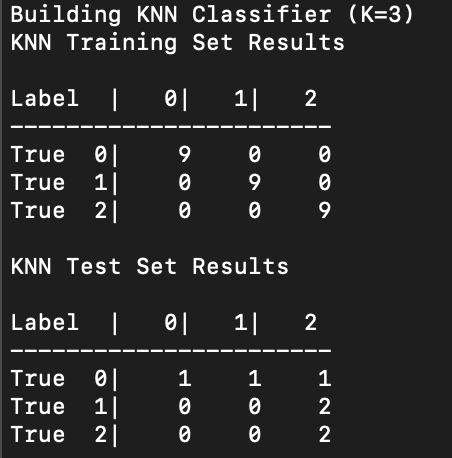 Building KNN Classifier (K=3)
KNN Training Set Results
Label  |   0|   1|   2
———————————————————————
True  0|    9    0    0
True  1|    0    9    0
True  2|    0    0    9
KNN Test Set Results
Label  |   0|   1|   2
———————————————————————
True  0|    1    1    1
True  1|    0    0    2
True  2|    0    0    2